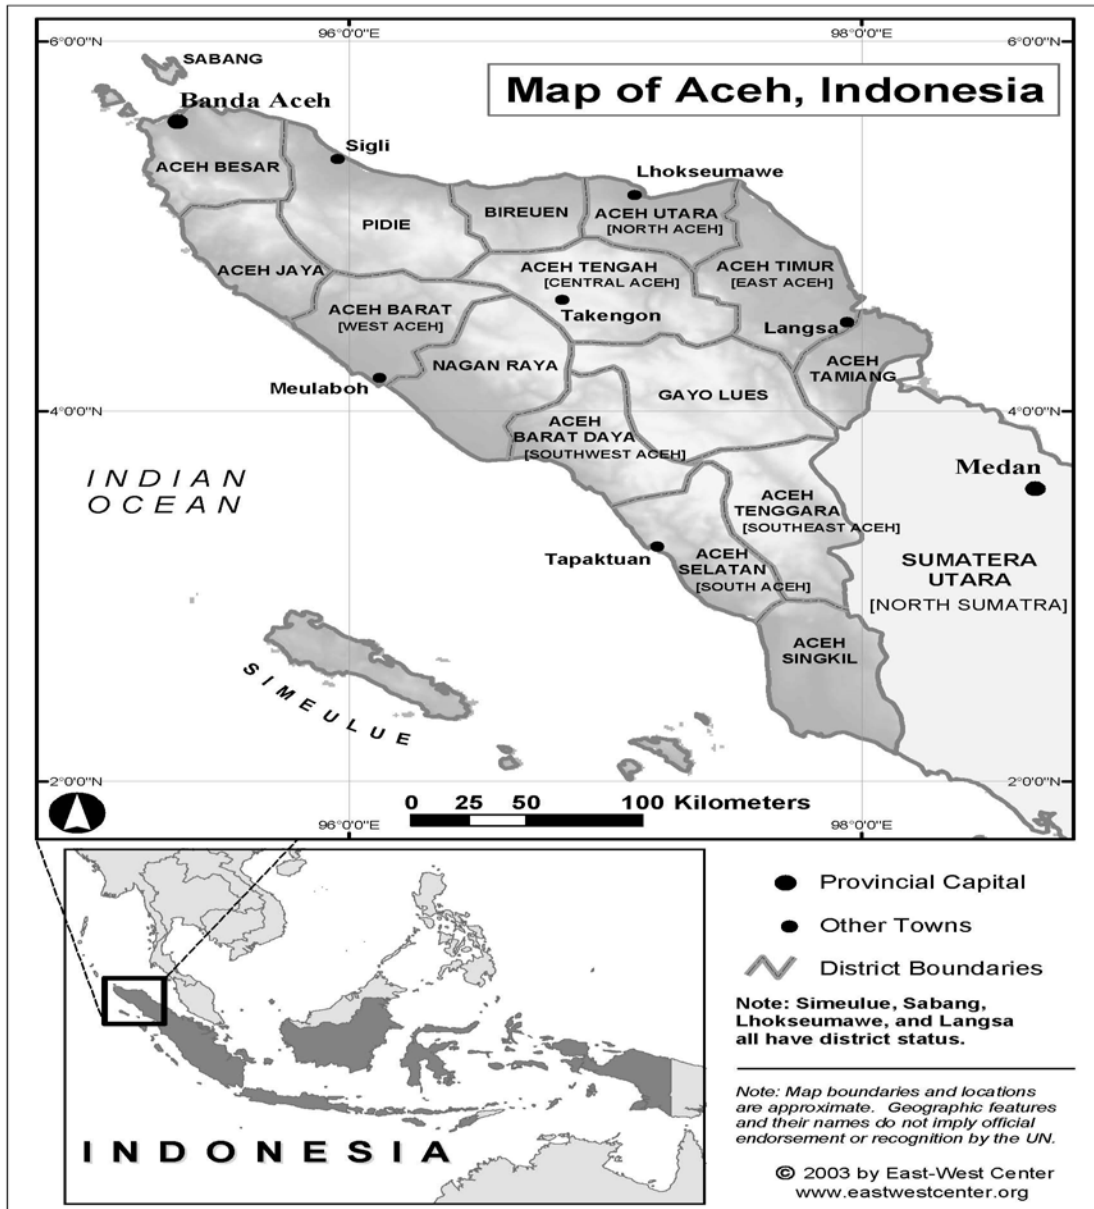 96°0'0"E
98°0'0"E
6°0'0"N
6°0'0"N
SABANG
Map of Aceh, Indonesia
Banda Aceh
Sigli
ACEH BESAR
Lhokseumawe
PIDIE
BIREUEN
ACEH UTARA
[NORTH ACEH]
ACEH JAYA
ACEH TENGAH
[CENTRAL ACEH]
ACEH TIMUR
[EAST ACEH]
ACEH BARAT
[WEST ACEH]
Takengon
Langsa
NAGAN RAYA
ACEH
TAMIANG
Meulaboh
GAYO LUES
4°0'0"N
4°0'0"N
ACEH
BARAT DAYA
[SOUTHWEST ACEH]
INDIAN
OCEAN
Medan
ACEH
TENGGARA
[SOUTHEAST ACEH]
Tapaktuan
ACEH
SELATAN
[SOUTH ACEH]
SUMATERA
UTARA
[NORTH SUMATRA]
ACEH
SINGKIL
SIMEULUE
2°0'0"N
2°0'0"N
0 25 50 100 Kilometers
96°0'0"E
98°0'0"E
INDONESIA
Provincial Capital
Other Towns
District Boundaries
Note: Simeulue, Sabang,
Lhokseumawe, and Langsa
all have district status.
Note: Map boundaries and locations
are approximate. Geographic features
and their names do not imply official
endorsement or recognition by the UN.
© 2003 by East-West Center
www.eastwestcenter.org